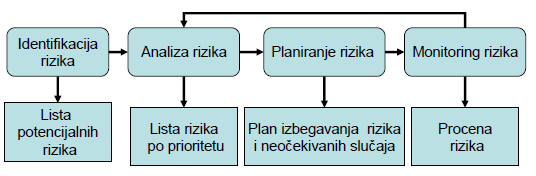 Identifikacija
rizika
Analiza rizika
Planiranje rizika
Monitoring rizika
Lista
potencijalnih
rizika
Lista rizika
po prioritetu
Plan izbegavanja rizika
i neočekivanih slučaja
Procena
rizika